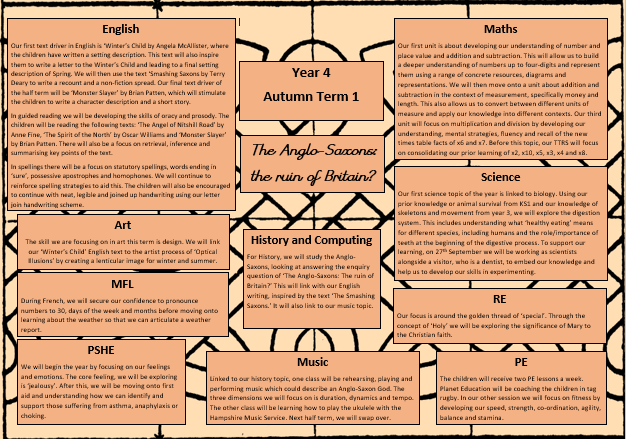 English
Our first text driver in English is 'Winter's Child by Angela McAllister, where
the children have written a setting description. This text will also inspire
them to write a letter to the Winter's Child and leading to a final setting
description of Spring. We will then use the text 'Smashing Saxons by Terry
Deary to write a recount and a non-fiction spread. Our final text driver of
the half term will be 'Monster Slayer' by Brian Patten, which will stimulate
the children to write a character description and a short story.
In guided reading we will be developing the skills of oracy and prosody. The
children will be reading the following texts: 'The Angel of Nitshill Road' by
Anne Fine, 'The Spirit of the North' by Oscar Williams and 'Monster Slayer'
by Brian Patten. There will also be a focus on retrieval, inference and
summarising key points of the text.
In spellings there will be a focus on statutory spellings, words ending in
'sure', possessive apostrophes and homophones. We will continue to
reinforce spelling strategies to aid this. The children will also be encouraged
to continue with neat, legible and joined up handwriting using our letter
join handwriting scheme.
Year 4
Autumn Term 1
The Anglo-Saxons:
the ruin of Britain?
Maths
Our first unit is about developing our understanding of number and
place value and addition and subtraction. This will allow us to build
a deeper understanding of numbers up to four-digits and represent
them using a range of concrete resources, diagrams and
representations. We will then move onto a unit about addition and
subtraction in the context of measurement, specifically money and
length. This also allows us to convert between different units of
measure and apply our knowledge into different contexts. Our third
unit will focus on multiplication and division by developing our
understanding, mental strategies, fluency and recall of the new
times table facts of x6 and x7. Before this topic, our TTRS will focus
on consolidating our prior learning of x2, x10, x5, x3, x4 and x8.
Science
Our first science topic of the year is linked to biology. Using our
prior knowledge or animal survival from KS1 and our knowledge of
skeletons and movement from year 3, we will explore the digestion
system. This includes understanding what 'healthy eating' means
for different species, including humans and the role/importance of
teeth at the beginning of the digestive process. To support our
learning, on 27th September we will be working as scientists
alongside a visitor, who is a dentist, to embed our knowledge and
help us to develop our skills in experimenting.
Art
The skill we are focusing on in art this term is design. We will link
our 'Winter's Child' English text to the artist process of 'Optical
Illusions' by creating a lenticular image for winter and summer.
History and Computing
For History, we will study the Anglo-
Saxons, looking at answering the enquiry
question of 'The Anglo-Saxons: The ruin of
Britain?' This will link with our English
writing, inspired by the text 'The Smashing
Saxons.' It will also link to our music topic.
MFL
During French, we will secure our confidence to pronounce
numbers to 30, days of the week and months before moving onto
learning about the weather so that we can articulate a weather
report.
RE
Our focus is around the golden thread of 'special'. Through the
concept of 'Holy' we will be exploring the significance of Mary to
the Christian faith.
PSHE
We will begin the year by focusing on our feelings
and emotions. The core feeling, we will be exploring
is 'jealousy'. After this, we will be moving onto first
aid and understanding how we can identify and
support those suffering from asthma, anaphylaxis or
choking.
Music
Linked to our history topic, one class will be rehearsing, playing and
performing music which could describe an Anglo-Saxon God. The
three dimensions we will focus on is duration, dynamics and tempo.
The other class will be learning how to play the ukulele with the
Hampshire Music Service. Next half term, we will swap over.
PE
The children will receive two PE lessons a week.
Planet Education will be coaching the children in tag
rugby. In our other session we will focus on fitness by
developing our speed, strength, co-ordination, agility,
balance and stamina.